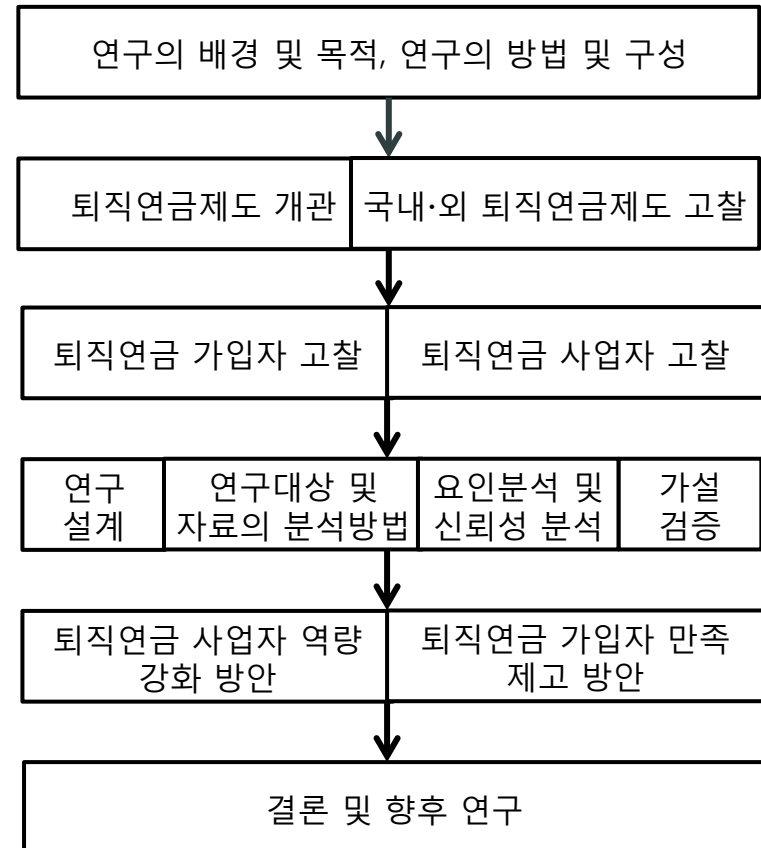 연구의 배경 및 목적, 연구의 방법 및 구성
퇴직연금제도 개관
국내·외 퇴직연금제도 고찰
퇴직연금 가입자 고찰
퇴직연금 사업자 고찰
연구
설계
연구대상 및
자료의 분석방법
요인분석 및
신뢰성 분석
가설
검증
퇴직연금 사업자 역량
강화 방안
퇴직연금 가입자 만족
제고 방안
결론 및 향후 연구